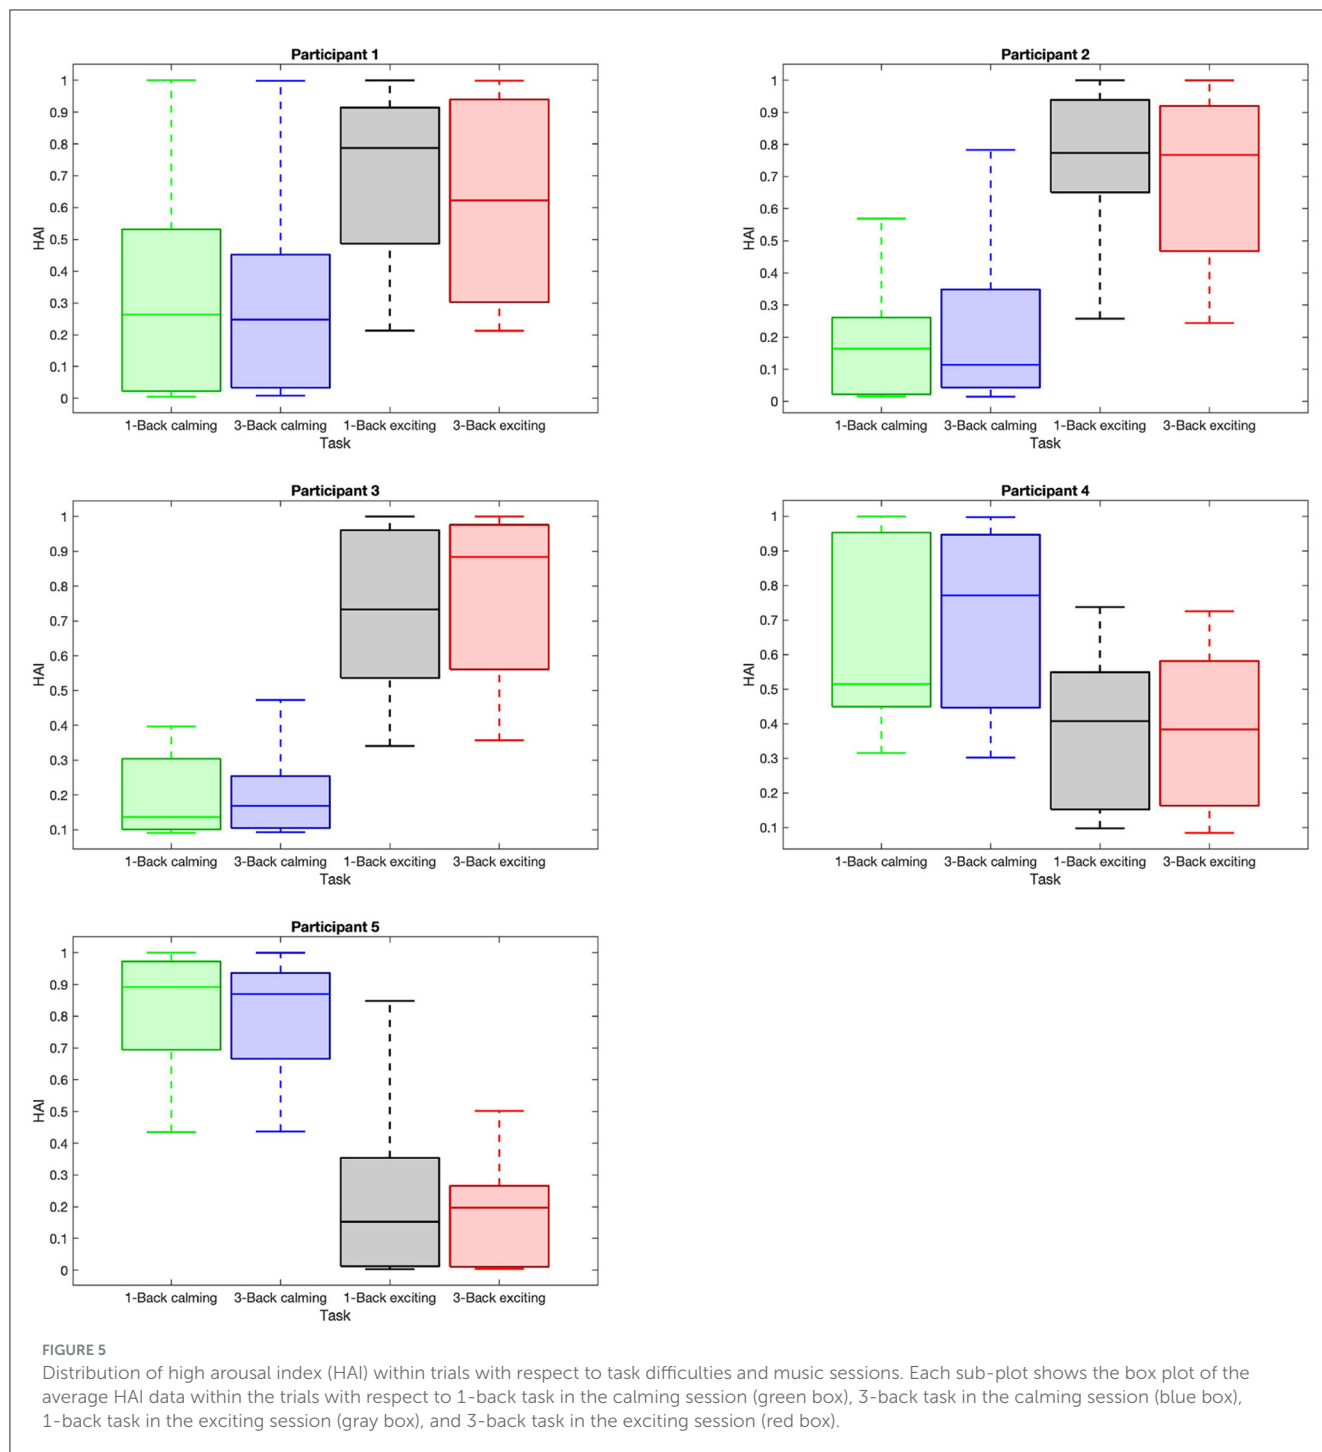 Participant 1
1
0.9
0.8
0.7
0.6
0.5
0.4
0.3
0.2
0.1
0
HAI
1-Back calming 3-Back calming 1-Back exciting 3-Back exciting
Task
Participant 2
1
0.9
0.8
0.7
0.6
0.5
0.4
0.3
0.2
0.1
0
HAI
1-Back calming 3-Back calming 1-Back exciting 3-Back exciting
Task
Participant 3
1
0.9
0.8
0.7
0.6
0.5
0.4
0.3
0.2
0.1
HAI
1-Back calming 3-Back calming 1-Back exciting 3-Back exciting
Task
Participant 4
1
0.9
0.8
0.7
0.6
0.5
0.4
0.3
0.2
0.1
HAI
1-Back calming 3-Back calming 1-Back exciting 3-Back exciting
Task
Participant 5
1
0.9
0.8
0.7
0.6
0.5
0.4
0.3
0.2
0.1
0
HAI
1-Back calming 3-Back calming 1-Back exciting 3-Back exciting
Task
FIGURE 5
Distribution of high arousal index (HAI) within trials with respect to task difficulties and music sessions. Each sub-plot shows the box plot of the
average HAI data within the trials with respect to 1-back task in the calming session (green box), 3-back task in the calming session (blue box),
1-back task in the exciting session (gray box), and 3-back task in the exciting session (red box).